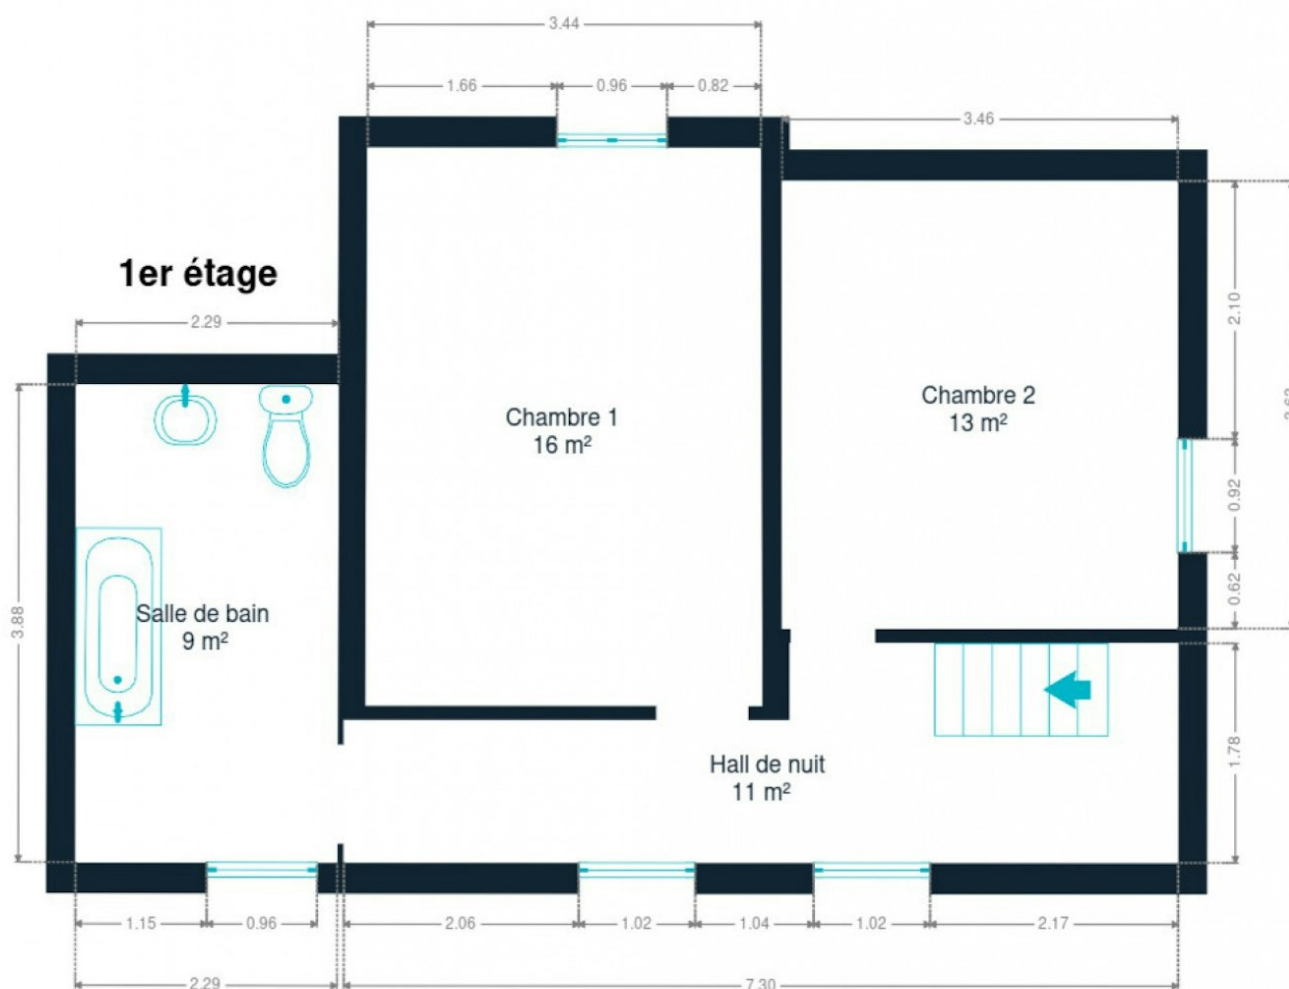 3.44
1.66
0.96
0.82
3.46
1er étage
2.29
2.10
Chambre 1
16 m²
Chambre 2
13 m²
0.92
0.62
3.88
Salle de bain
9 m²
Hall de nuit
11 m²
1.78
1.15
0.96
2.06
1.02
1.04
1.02
2.17
2.29
7.30